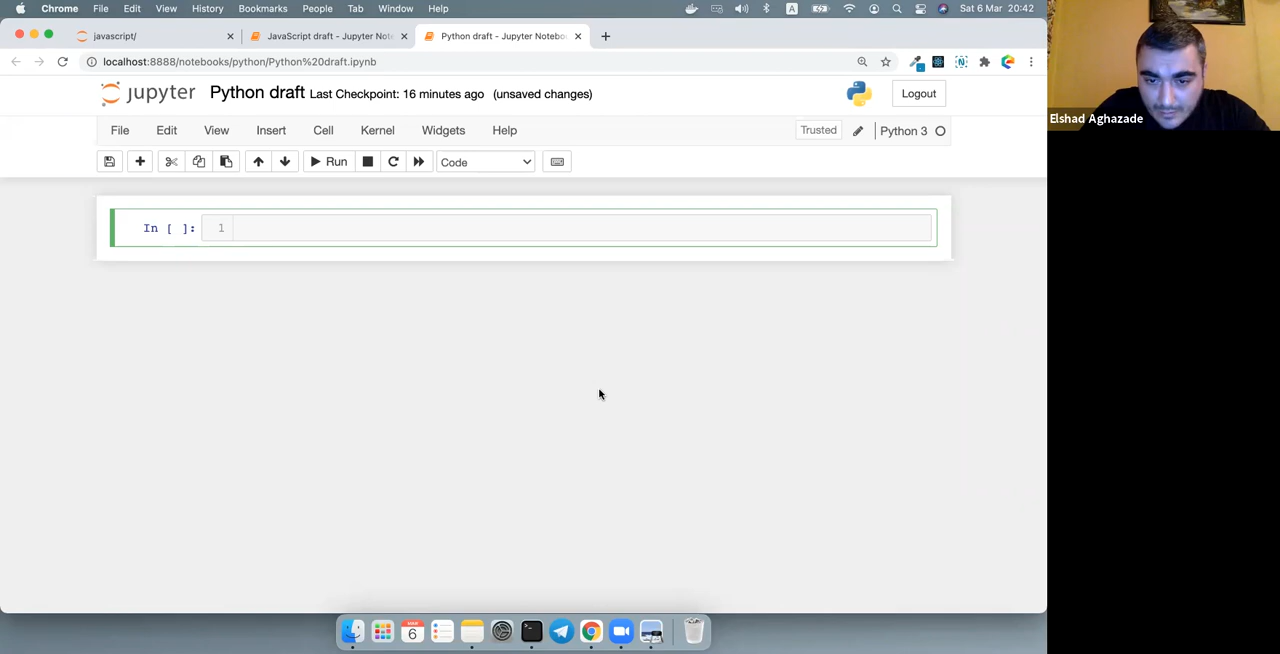 Chrome File Edit View History Bookmarks People Tab Window Help A Sat 6 Mar 20:42
javascript/ JavaScript draft - Jupyter Not Python draft - Jupyter Notebo
localhost:8888/notebooks/python/Python%20draft.ipynb
jupyter Python draft Last Checkpoint: 16 minutes ago (unsaved changes) Logout
File Edit View Insert Cell Kernel Widgets Help Trusted Python 3
Run Code
In [ ]: 1
Elshad Aghazade
MAR
6